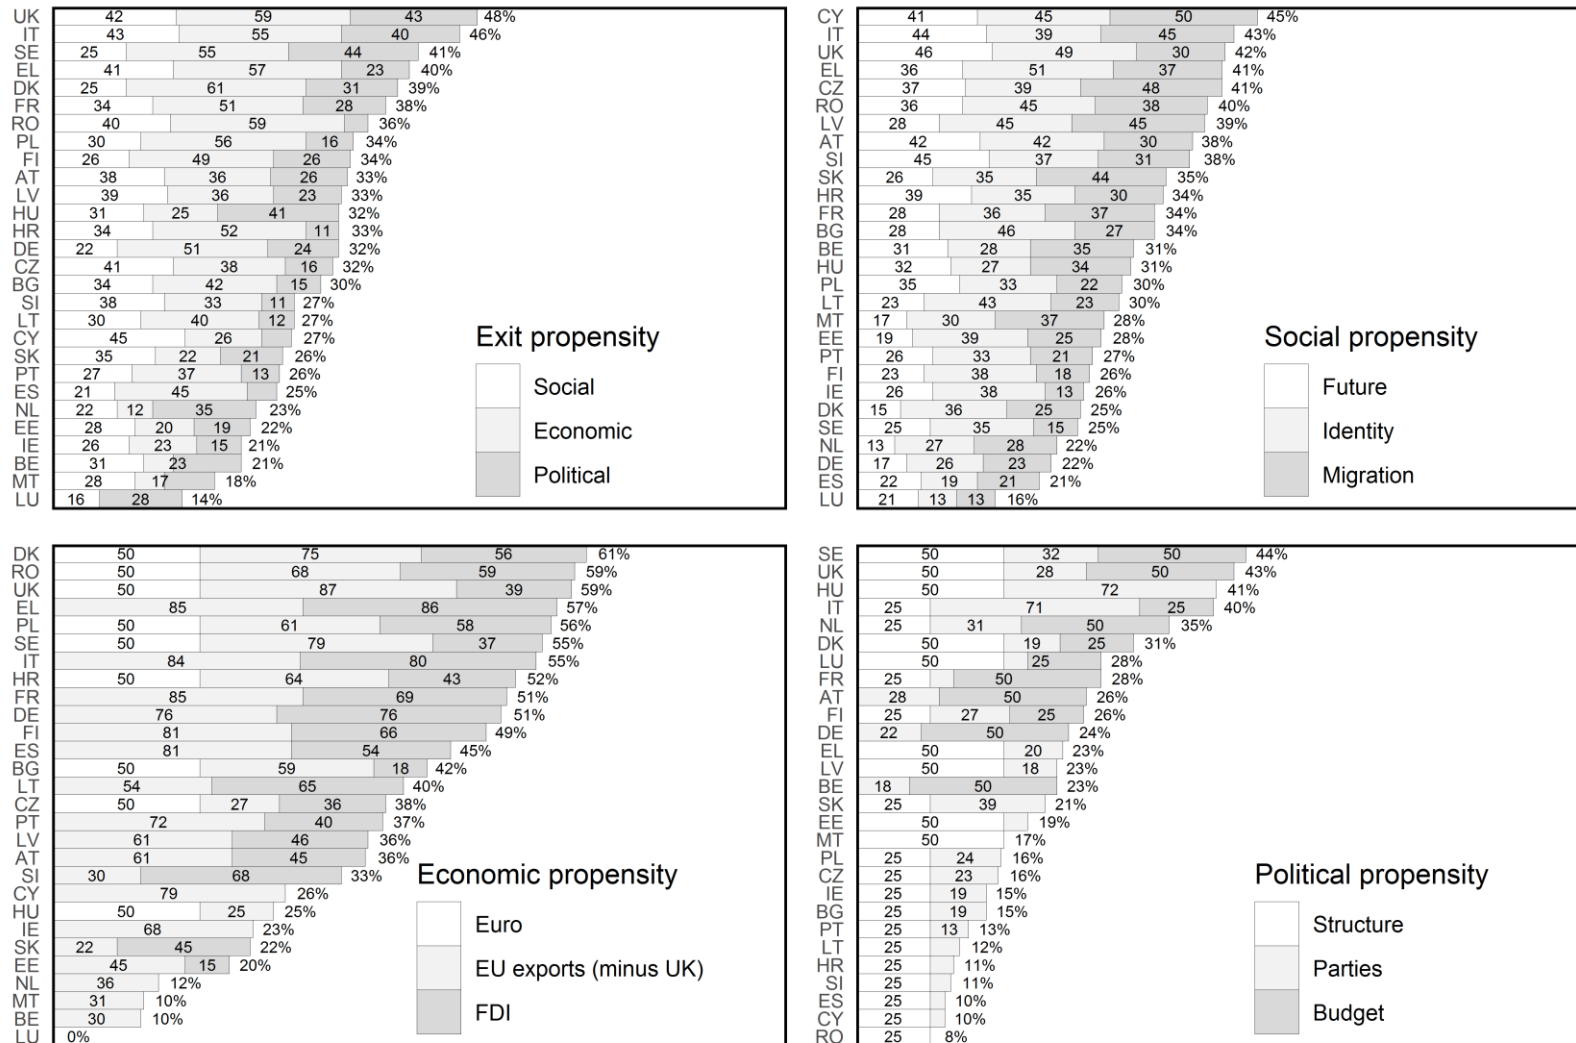 UK 42 59 43 48%
IT 43 55 40 46%
SE 25 55 44 41%
EL 41 57 23 40%
DK 25 61 31 39%
FR 34 51 28 38%
RO 40 59 36%
PL 30 56 16 34%
FI 26 49 26 34%
AT 38 36 26 33%
LV 39 36 23 33%
HU 31 25 41 32%
HR 34 52 11 33%
DE 22 51 24 32%
CZ 41 38 16 32%
BG 34 42 15 30%
SI 38 33 11 27%
LT 30 40 12 27%
CY 45 26 27%
SK 35 22 21 26%
PT 27 37 13 26%
ES 21 45 25%
NL 22 12 35 23%
EE 28 20 19 22%
IE 26 23 15 21%
BE 31 23 21%
MT 28 17 18%
LU 16 28 14%
Exit propensity
Social
Economic
Political
CY 41 45 50 45%
IT 44 39 45 43%
UK 46 49 30 42%
EL 36 51 37 41%
CZ 37 39 48 41%
RO 36 45 38 40%
LV 28 45 45 39%
AT 42 42 30 38%
SI 45 37 31 38%
SK 26 35 44 35%
HR 39 35 30 34%
FR 28 36 37 34%
BG 28 46 27 34%
BE 31 28 35 31%
HU 32 27 34 31%
PL 35 33 22 30%
LT 23 43 23 30%
MT 17 30 37 28%
EE 19 39 25 28%
PT 26 33 21 27%
FI 23 38 18 26%
IE 26 38 13 26%
DK 15 36 25 25%
SE 25 35 15 25%
NL 13 27 28 22%
DE 17 26 23 22%
ES 22 19 21 21%
LU 21 13 13 16%
Social propensity
Future
Identity
Migration
DK 50 75 56 61%
RO 50 68 59 59%
UK 50 87 39 59%
EL 85 86 57%
PL 50 61 58 56%
SE 50 79 37 55%
IT 84 80 55%
HR 50 64 43 52%
FR 85 69 51%
DE 76 76 51%
FI 81 66 49%
ES 81 54 45%
BG 50 59 18 42%
LT 54 65 40%
CZ 50 27 36 38%
PT 72 40 37%
LV 61 46 36%
AT 61 45 36%
SI 30 68 33%
CY 79 26%
HU 50 25 25%
IE 68 23%
SK 22 45 22%
EE 45 15 20%
NL 36 12%
MT 31 10%
BE 30 10%
LU 0%
Economic propensity
Euro
EU exports (minus UK)
FDI
SE 50 32 50 44%
UK 50 28 50 43%
HU 50 72 41%
IT 25 71 25 40%
NL 25 31 50 35%
DK 50 19 25 31%
LU 50 25 28%
FR 25 50 28%
AT 28 50 26%
FI 25 27 25 26%
DE 22 50 24%
EL 50 20 23%
LV 50 18 23%
BE 18 50 23%
SK 25 39 21%
EE 50 19%
MT 50 17%
PL 25 24 16%
CZ 25 23 16%
IE 25 19 15%
BG 25 19 15%
PT 25 13 13%
LT 25 12%
HR 25 11%
SI 25 11%
ES 25 10%
CY 25 10%
RO 25 8%
Political propensity
Structure
Parties
Budget